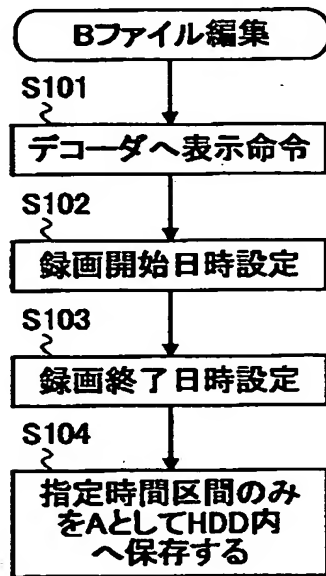 Bファイル編集
S101
デコーダへ表示命令
S102
録画開始日時設定
S103
録画終了日時設定
S104
指定時間区間のみ
をAとしてHDD内
へ保存する